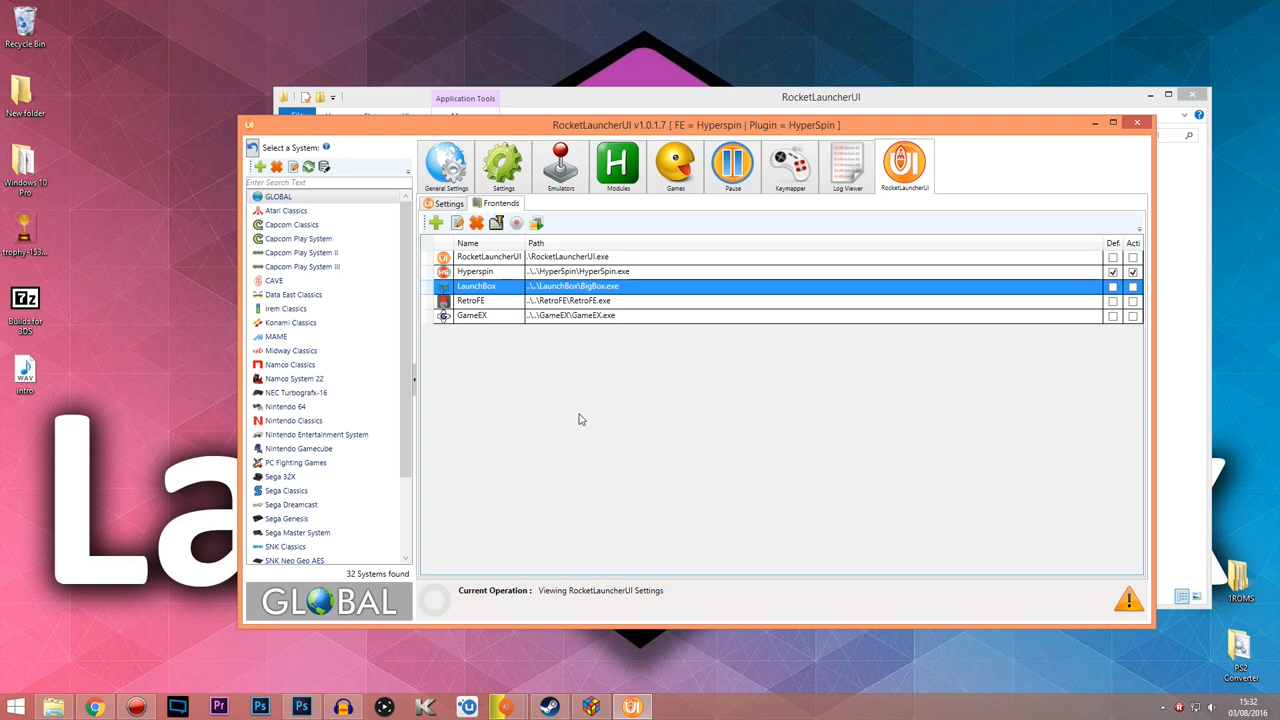 Recycle Bin
New folder
Windows 10
Pro
trophy-153...
Builds for
3DS
intro
La
Application Tools
RocketLauncherUI
RocketLauncherUI v1.0.1.7 [ FE = Hyperspin | Plugin = HyperSpin ]
Select a System:
Enter Search Text
GLOBAL
Atari Classics
Capcom Classics
Capcom Play System
Capcom Play System II
Capcom Play System III
CAVE
Data East Classics
Irem Classics
Konami Classics
MAME
Midway Classics
Namco Classics
Namco System 22
NEC Turbografx-16
Nintendo 64
Nintendo Classics
Nintendo Entertainment System
Nintendo Gamecube
PC Fighting Games
Sega 32X
Sega Classics
Sega Dreamcast
Sega Genesis
Sega Master System
SNK Classics
SNK Neo Geo AES
32 Systems found
GLOBAL
General Settings
Settings
Emulators
Modules
Games
Pause
Keymapper
Log Viewer
RocketLauncherUI
Settings
Frontends
Name Path Defa Acti
RocketLauncherUI .\RocketLauncherUI.exe
Hyperspin ..\..\HyperSpin\HyperSpin.exe
LaunchBox ..\..\LaunchBox\BigBox.exe
RetroFE ..\..\RetroFE\RetroFE.exe
GameEX ..\..\GameEX\GameEX.exe
Current Operation : Viewing RocketLauncherUI Settings
1ROMS
PS2
Converter
15:32
03/08/2016